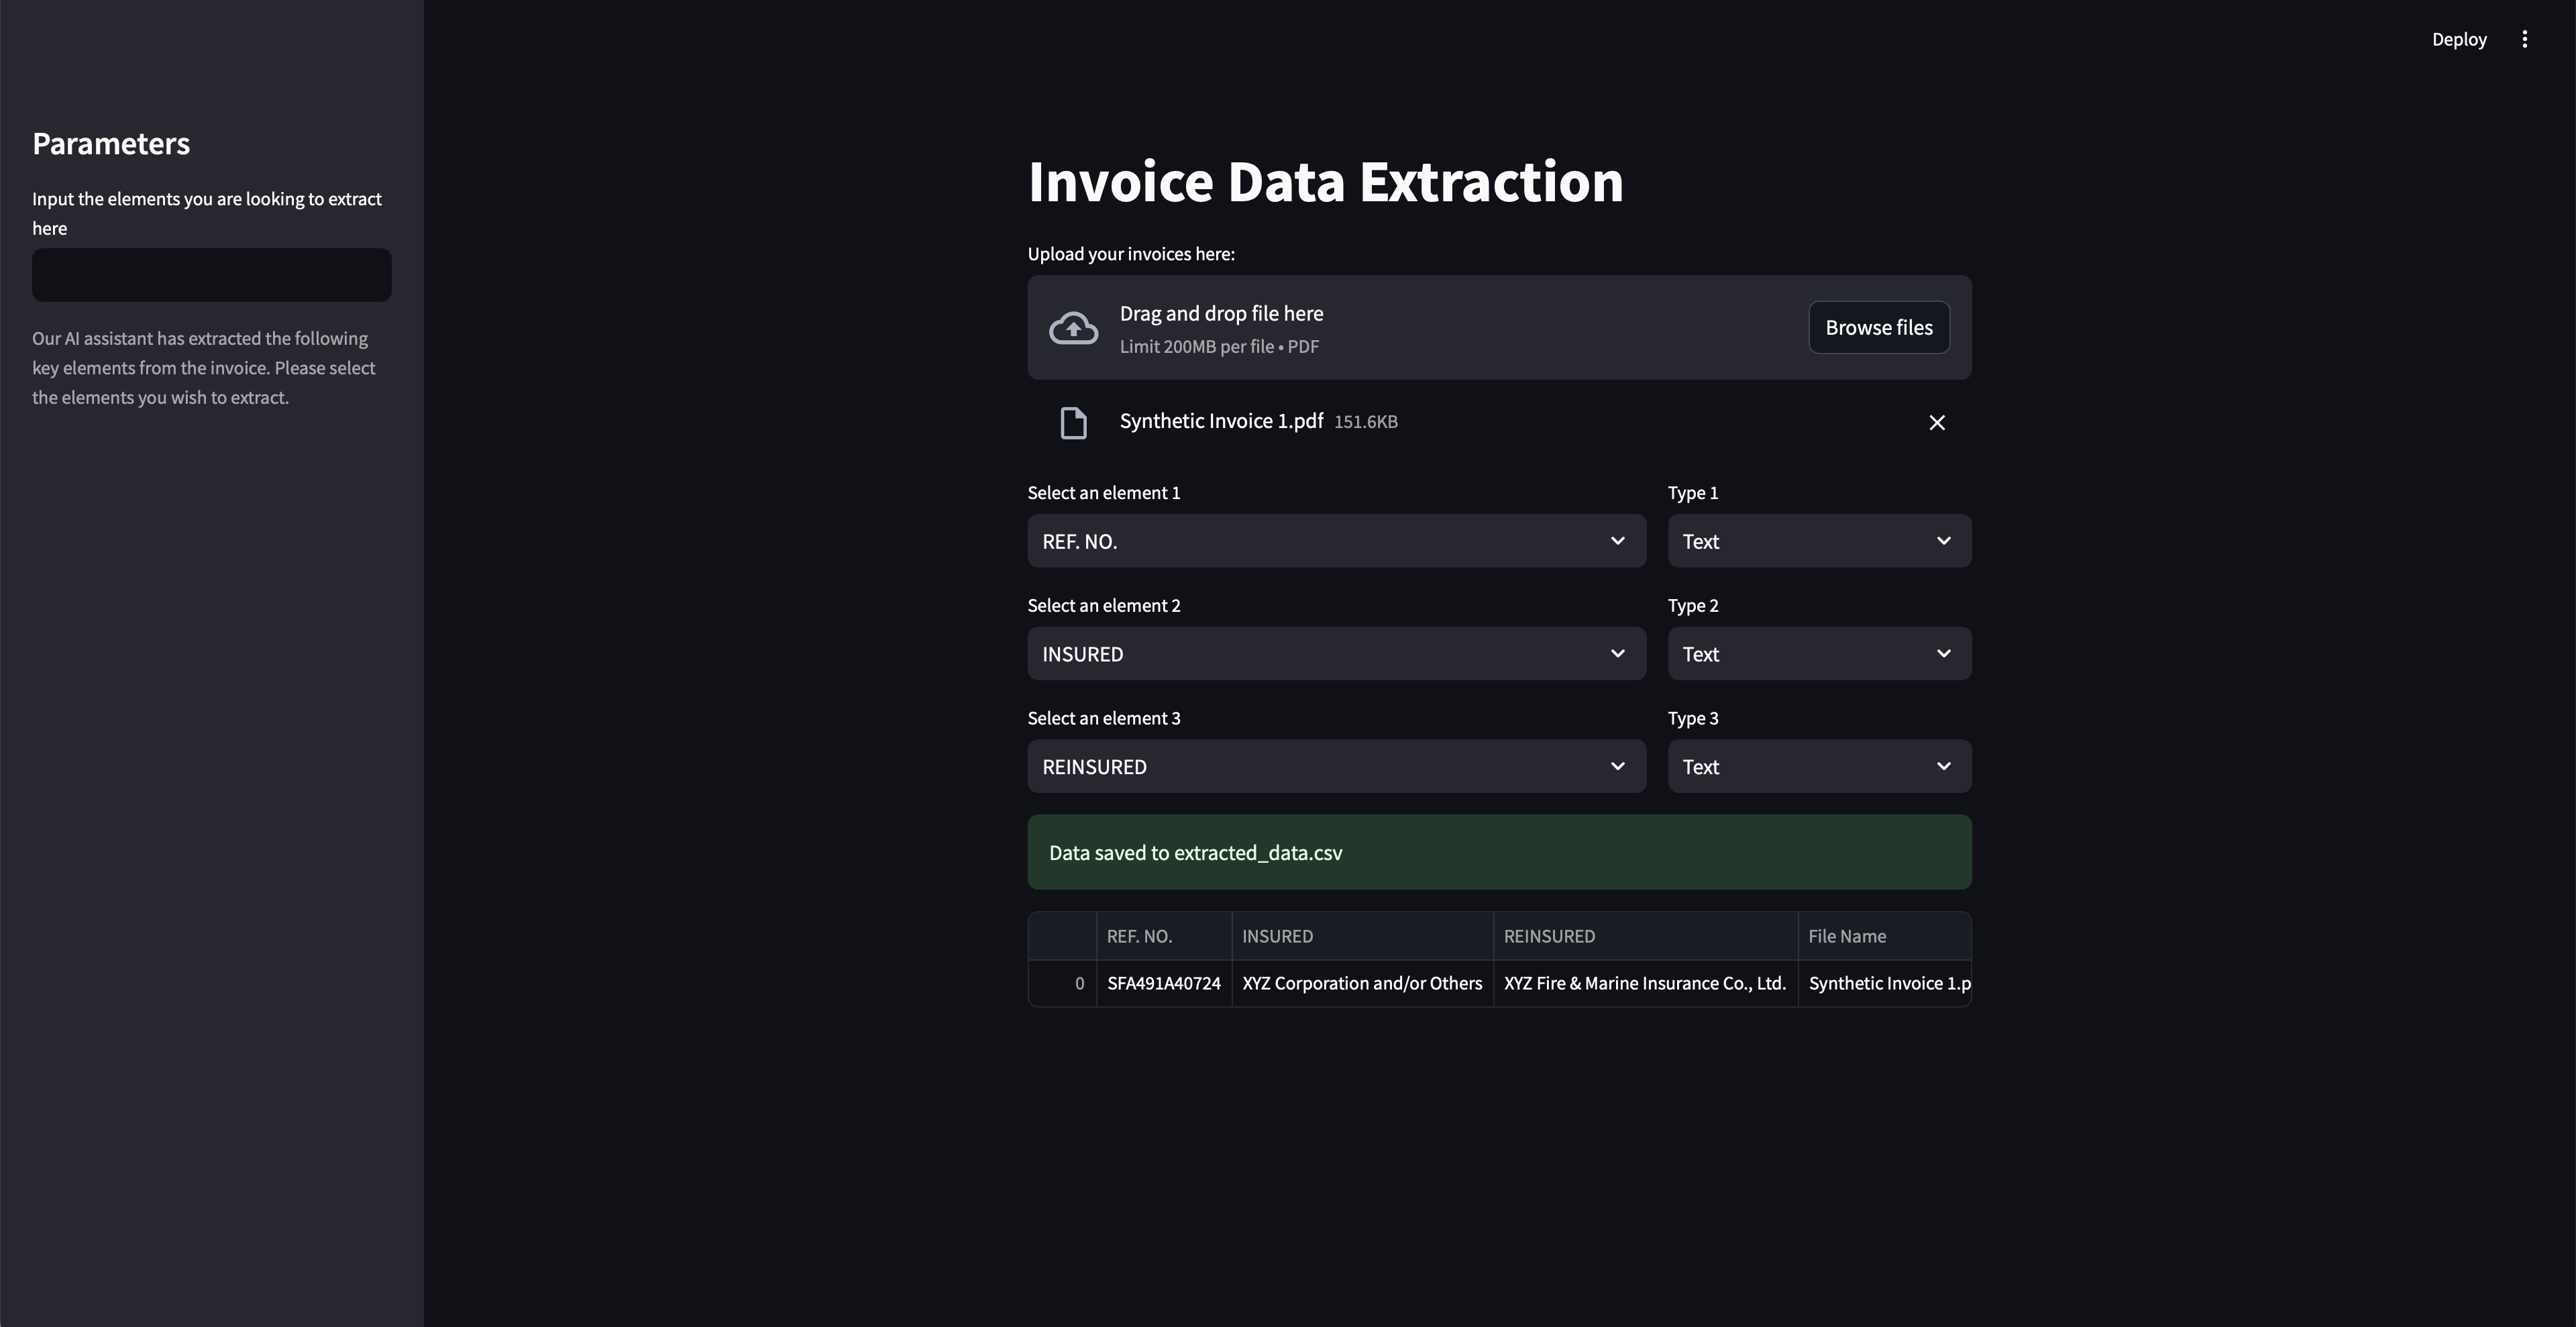 Deploy
Parameters
Input the elements you are looking to extract
here
Our AI assistant has extracted the following
key elements from the invoice. Please select
the elements you wish to extract.
Invoice Data Extraction
Upload your invoices here:
Drag and drop file here
Limit 200MB per file • PDF
Browse files
Synthetic Invoice 1.pdf 151.6KB
Select an element 1 Type 1
REF. NO. Text
Select an element 2 Type 2
INSURED Text
Select an element 3 Type 3
REINSURED Text
Data saved to extracted_data.csv
REF. NO. INSURED REINSURED File Name
0 SFA491A40724 XYZ Corporation and/or Others XYZ Fire & Marine Insurance Co., Ltd. Synthetic Invoice 1.p